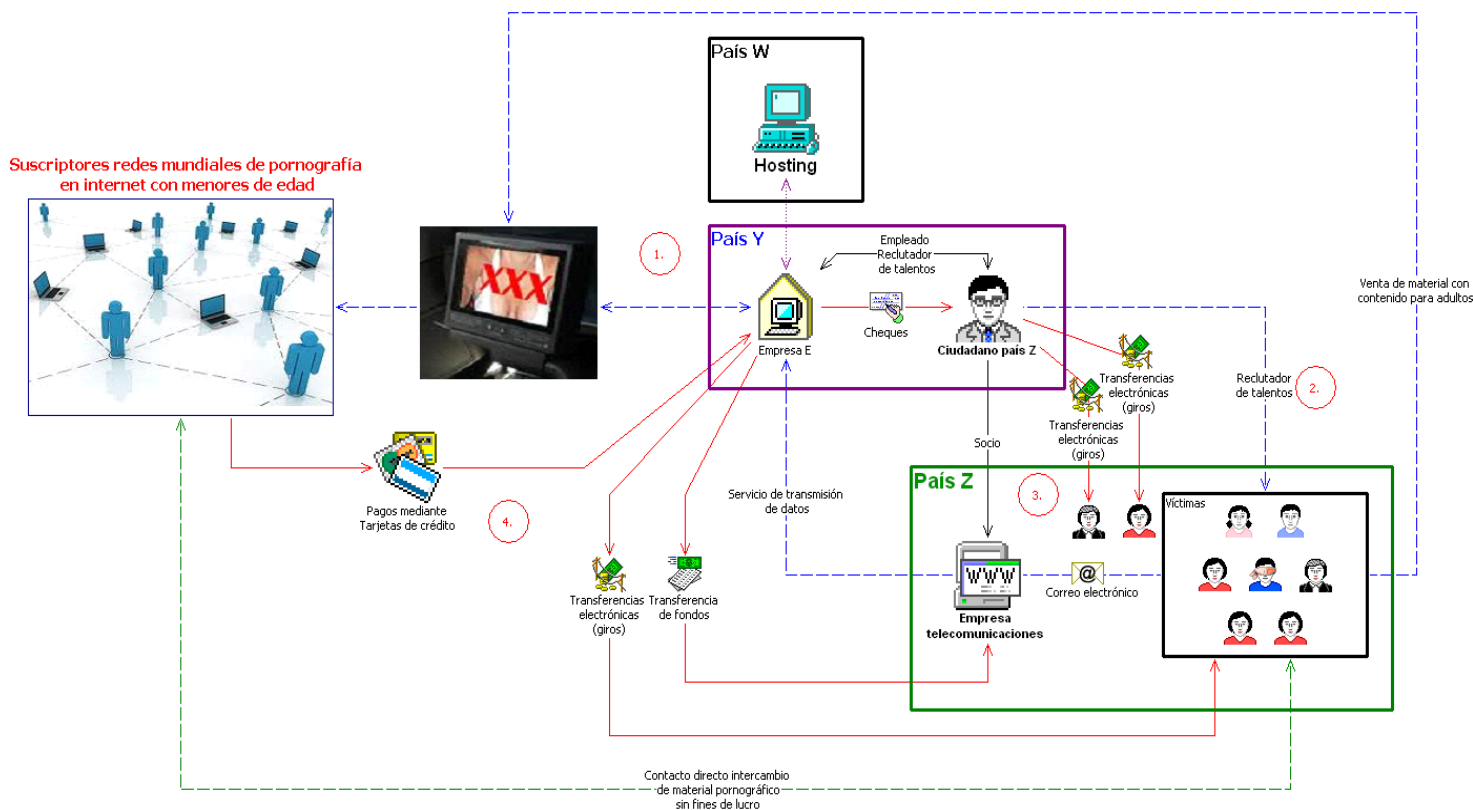 País W
Hosting
Suscriptores redes mundiales de pornografía
en internet con menores de edad
XXX
1.
País Y
Empleado
Reclutador
de talentos
Cheques
Empresa E
Ciudadano país Z
Venta de material con
contenido para adultos
Transferencias
electrónicas
(giros)
Transferencias
electrónicas
(giros)
Reclutador
de talentos
2.
Socio
País Z
3.
Víctimas
Servicio de transmisión
de datos
Pagos mediante
Tarjetas de crédito
4.
WWW
@
Correo electrónico
Empresa
telecomunicaciones
Transferencias
electrónicas
(giros)
Transferencia
de fondos
Contacto directo intercambio
de material pornográfico
sin fines de lucro